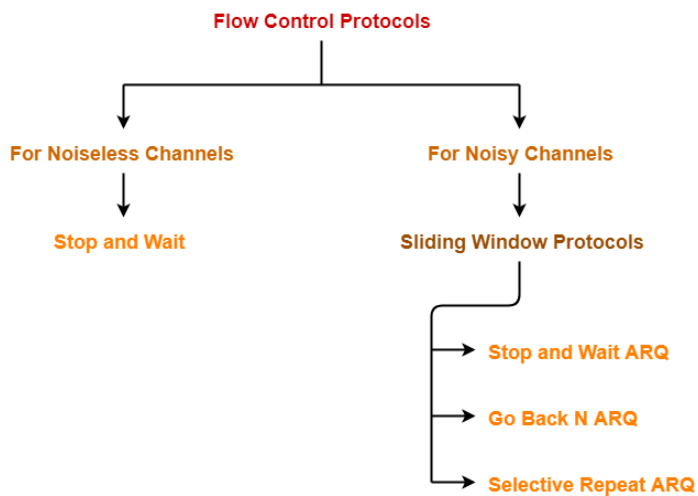 Flow Control Protocols
For Noiseless Channels
For Noisy Channels
Stop and Wait
Sliding Window Protocols
Stop and Wait ARQ
Go Back N ARQ
Selective Repeat ARQ